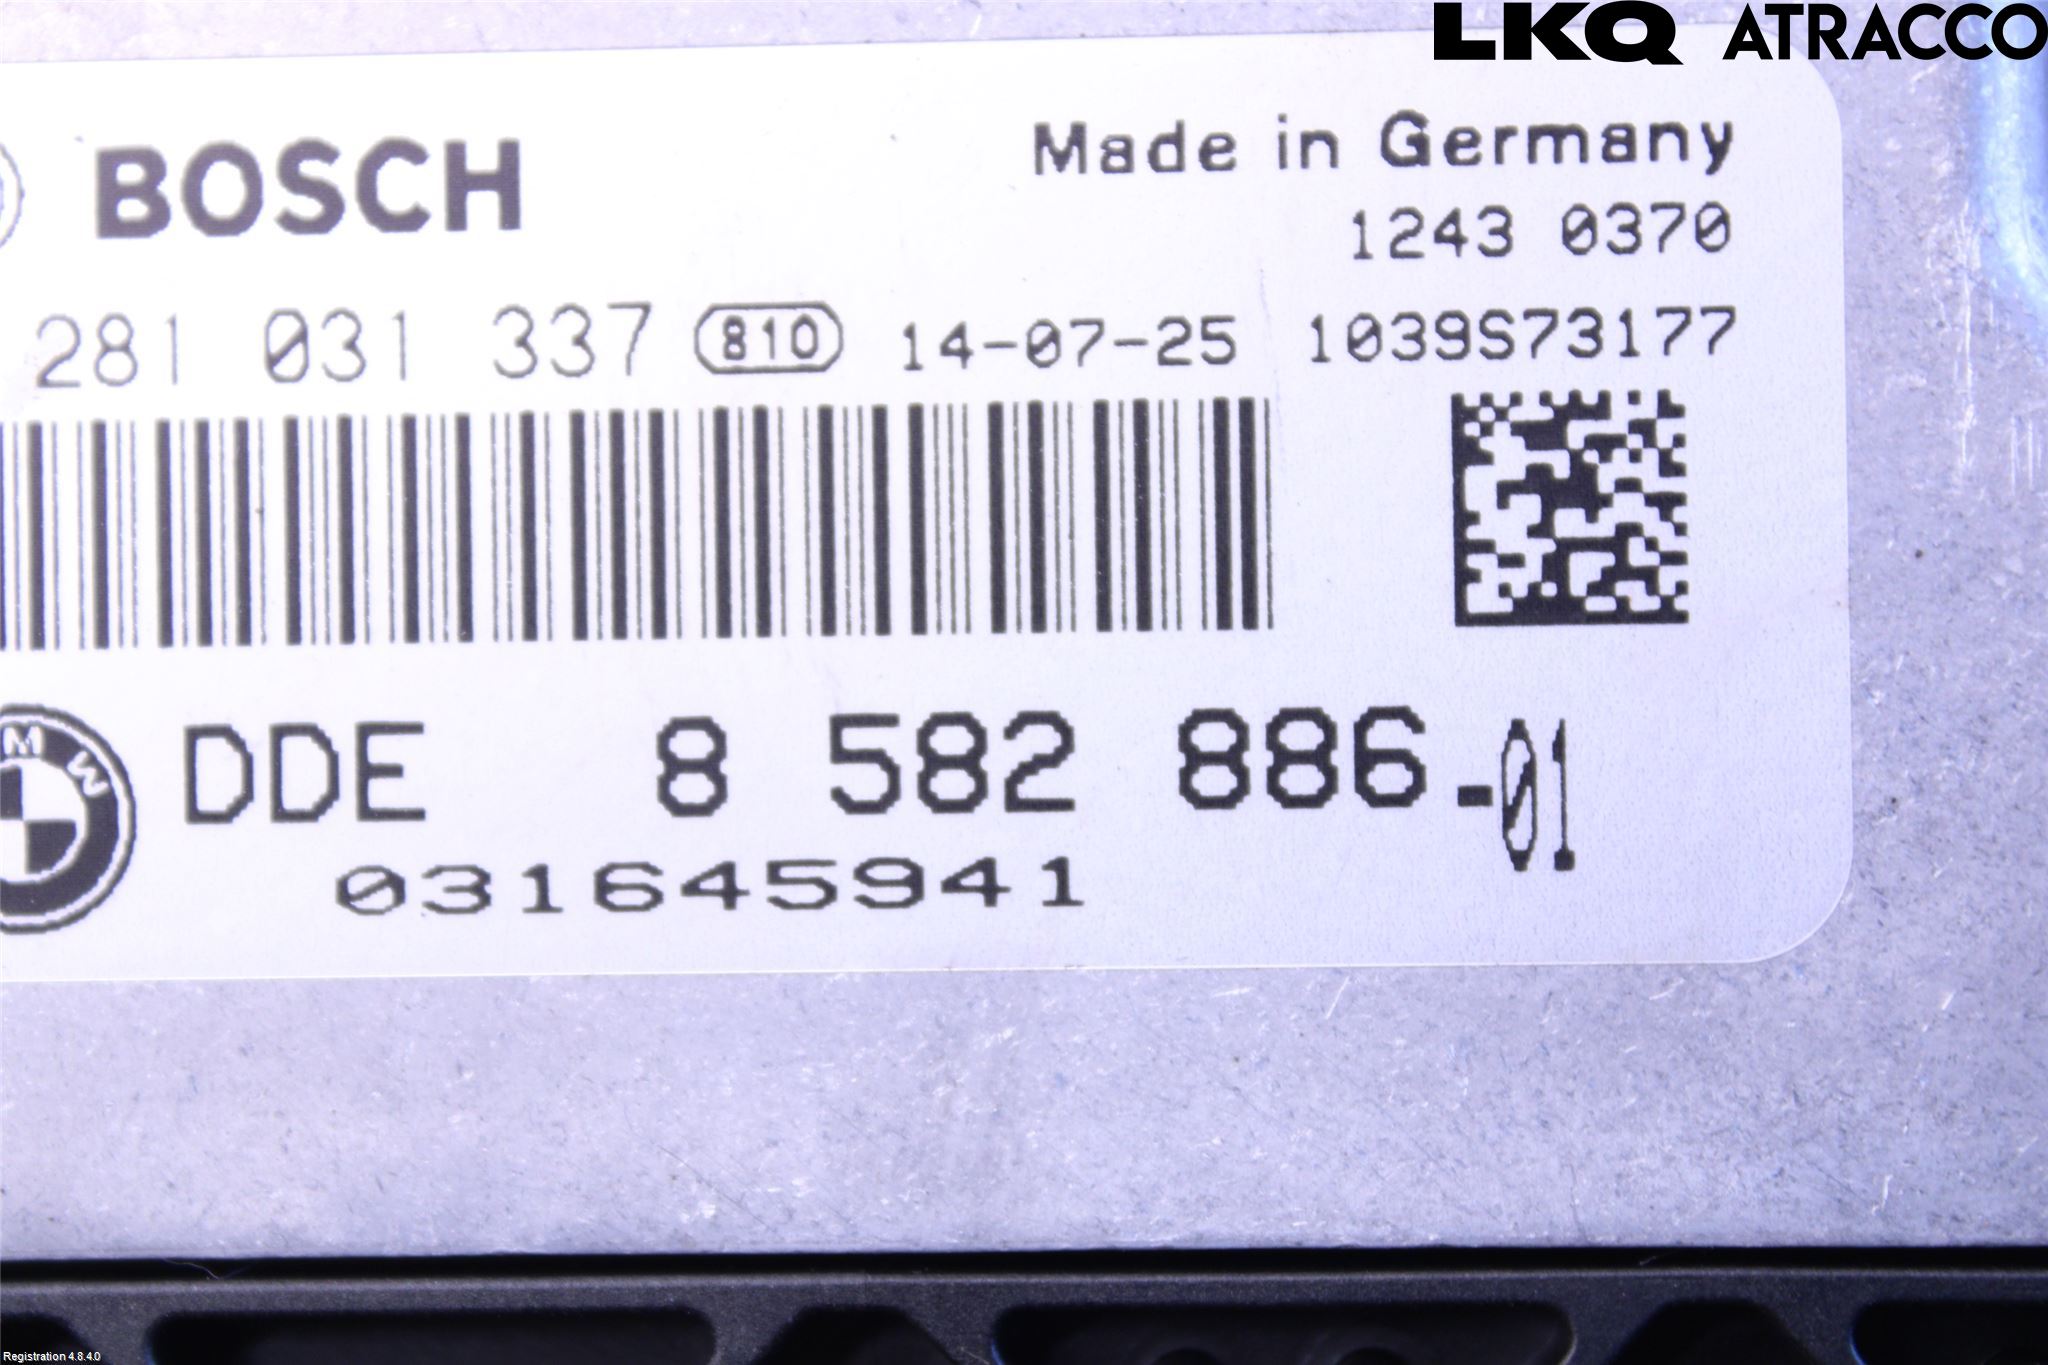 LKQ ATRACCO
BOSCH
Made in Germany
1243 0370
281 031 337 810 14-07-25 1039S73177
BMW
DDE 8 582 886-01
031645941
Registration 4.8.4.0